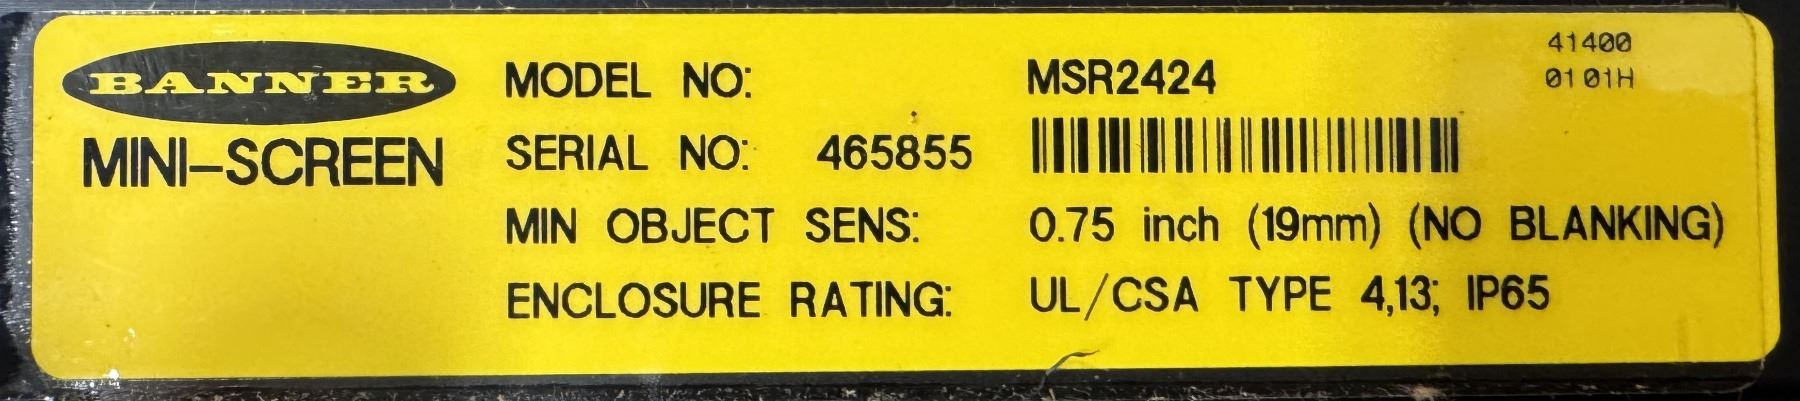 BANNER
MINI-SCREEN
MODEL NO: MSR2424
SERIAL NO: 465855
MIN OBJECT SENS: 0.75 inch (19mm) (NO BLANKING)
ENCLOSURE RATING: UL/CSA TYPE 4,13; IP65
41400
0101H